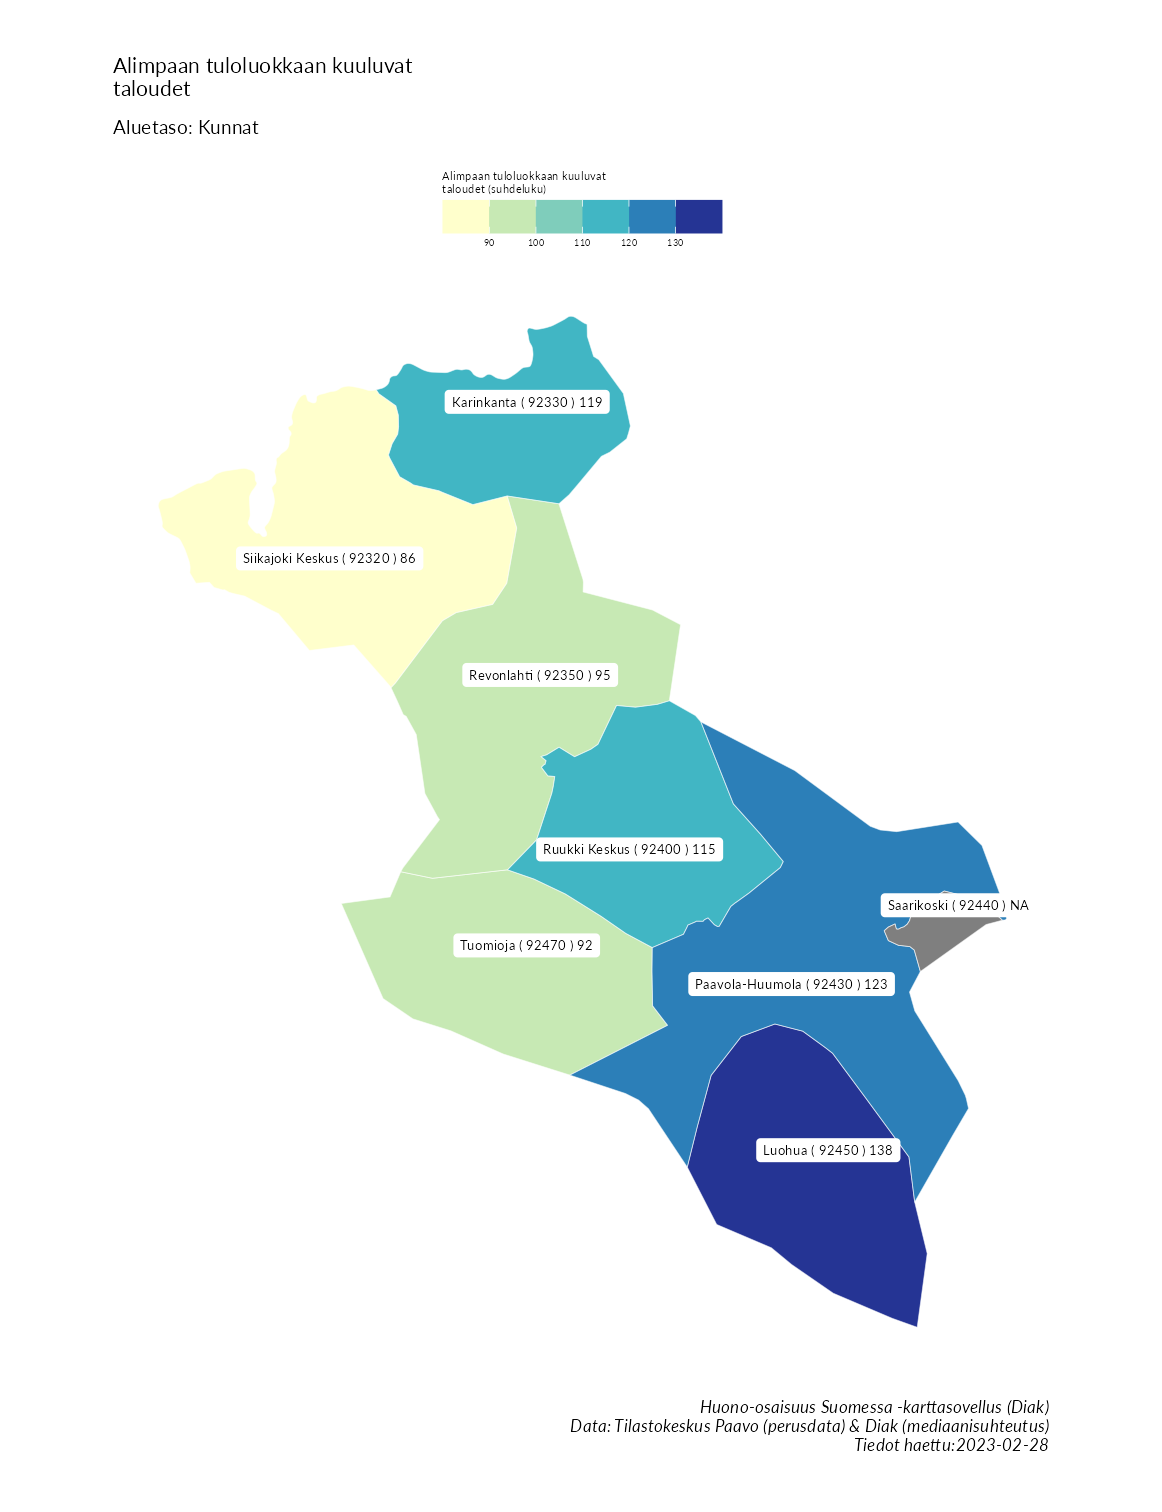 Alimpaan tuloluokkaan kuuluvat
taloudet
Aluetaso: Kunnat
Alimpaan tuloluokkaan kuuluvat
taloudet (suhdeluku)
90 100 110 120 130
Karinkanta ( 92330 ) 119
Siikajoki Keskus ( 92320 ) 86
Revonlahti ( 92350 ) 95
Ruukki Keskus ( 92400 ) 115
Saarikoski ( 92440 ) NA
Tuomioja ( 92470 ) 92
Paavola-Huumola ( 92430 ) 123
Luohua ( 92450 ) 138
Huono-osaisuus Suomessa -karttasovellus (Diak)
Data: Tilastokeskus Paavo (perusdata) & Diak (mediaanisuhteutus)
Tiedot haettu:2023-02-28